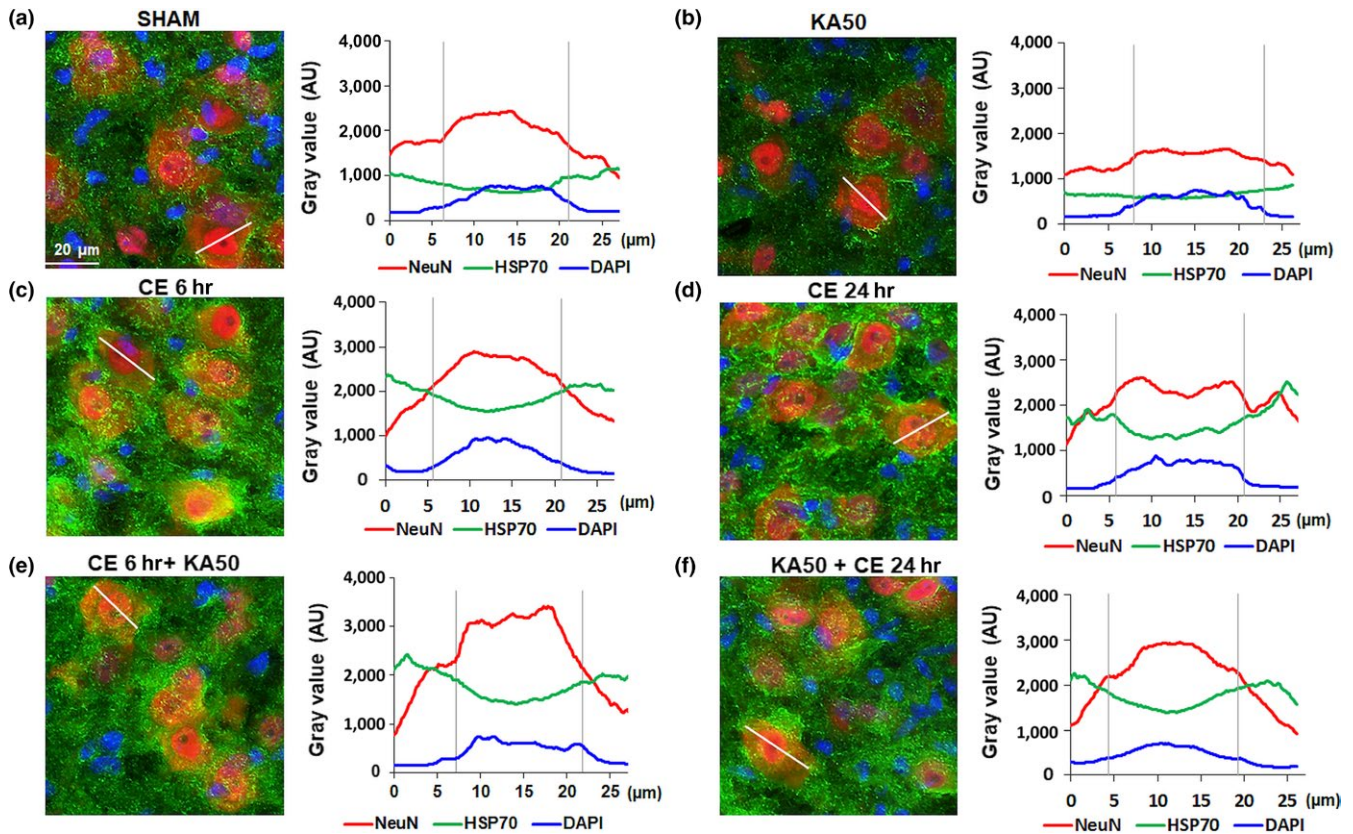 (a) SHAM
Gray value (AU)
4,000
3,000
2,000
1,000
0
0 5 10 15 20 25 (μm)
NeuN HSP70 DAPI
20 μm
(b) KA50
Gray value (AU)
4,000
3,000
2,000
1,000
0
0 5 10 15 20 25 (μm)
NeuN HSP70 DAPI
(c) CE 6 hr
Gray value (AU)
4,000
3,000
2,000
1,000
0
0 5 10 15 20 25 (μm)
NeuN HSP70 DAPI
(d) CE 24 hr
Gray value (AU)
4,000
3,000
2,000
1,000
0
0 5 10 15 20 25 (μm)
NeuN HSP70 DAPI
(e) CE 6 hr+ KA50
Gray value (AU)
4,000
3,000
2,000
1,000
0
0 5 10 15 20 25 (μm)
NeuN HSP70 DAPI
(f) KA50 + CE 24 hr
Gray value (AU)
4,000
3,000
2,000
1,000
0
0 5 10 15 20 25 (μm)
NeuN HSP70 DAPI